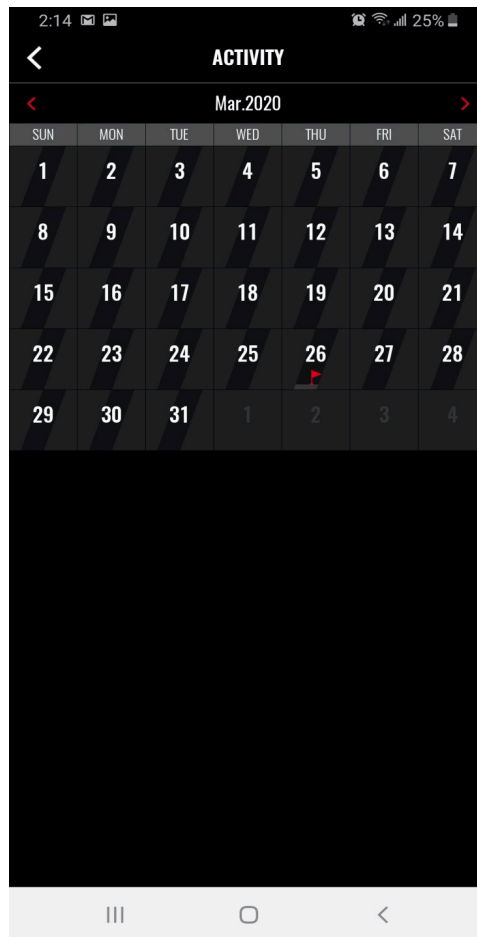 2:14 25%
ACTIVITY
Mar.2020
SUN MON TUE WED THU FRI SAT
1 2 3 4 5 6 7
8 9 10 11 12 13 14
15 16 17 18 19 20 21
22 23 24 25 26 27 28
29 30 31 1 2 3 4